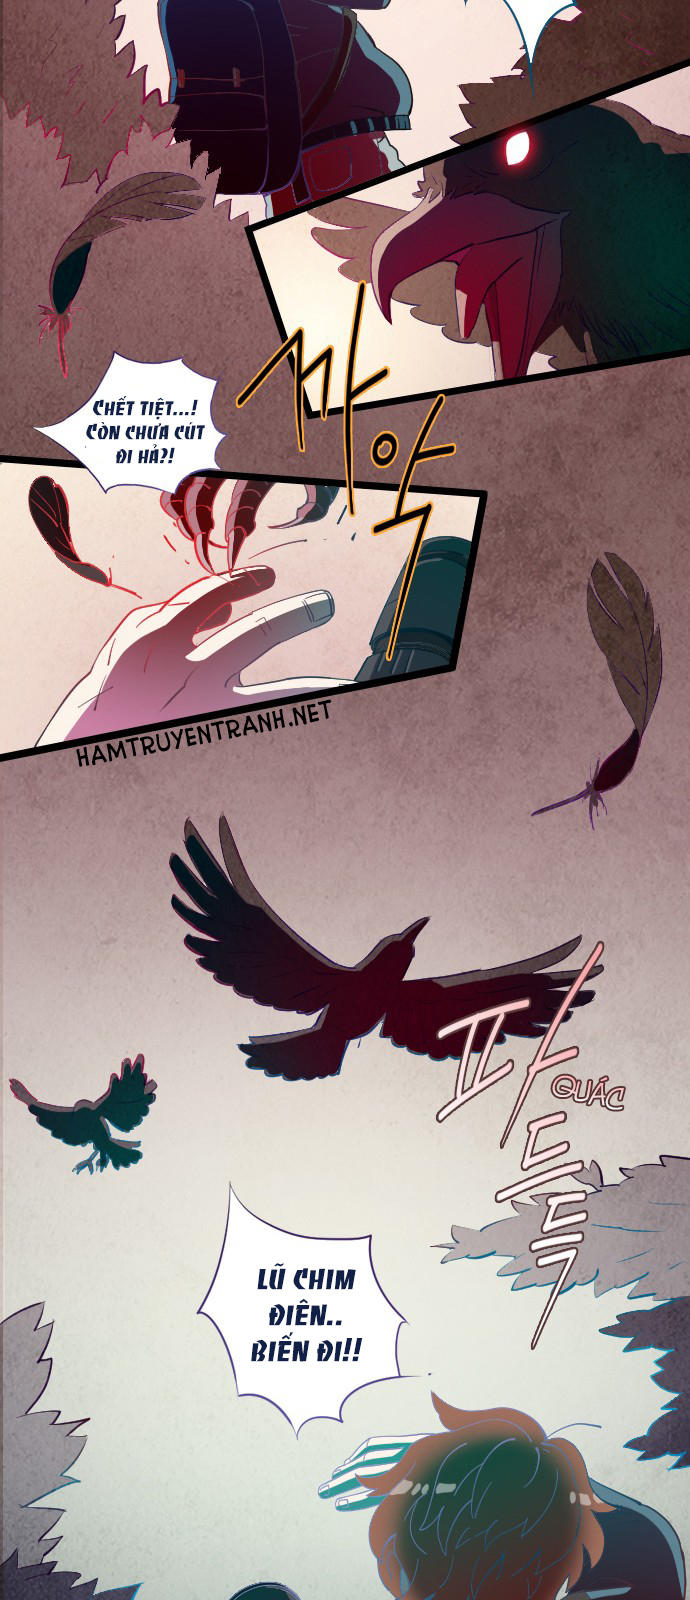 까악
Chết tiệt...!
Còn chưa cút
đi hả?!
HAMTRUYENTRANH.NET
파드득
QUÁC
Lũ chim
điên..
Biến đi!!